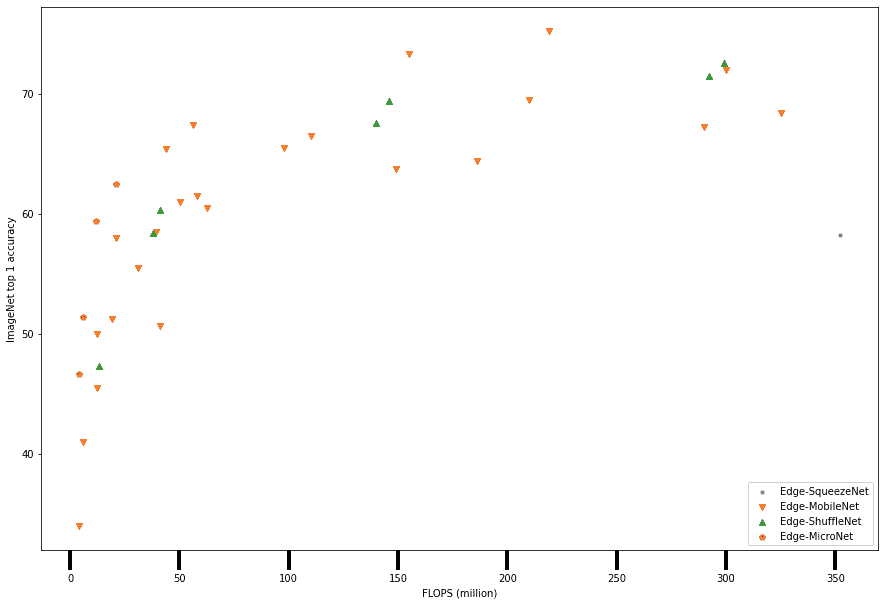 70
60
50
40
ImageNet top 1 accuracy
0 50 100 150 200 250 300 350
FLOPS (million)
Edge-SqueezeNet
Edge-MobileNet
Edge-ShuffleNet
Edge-MicroNet